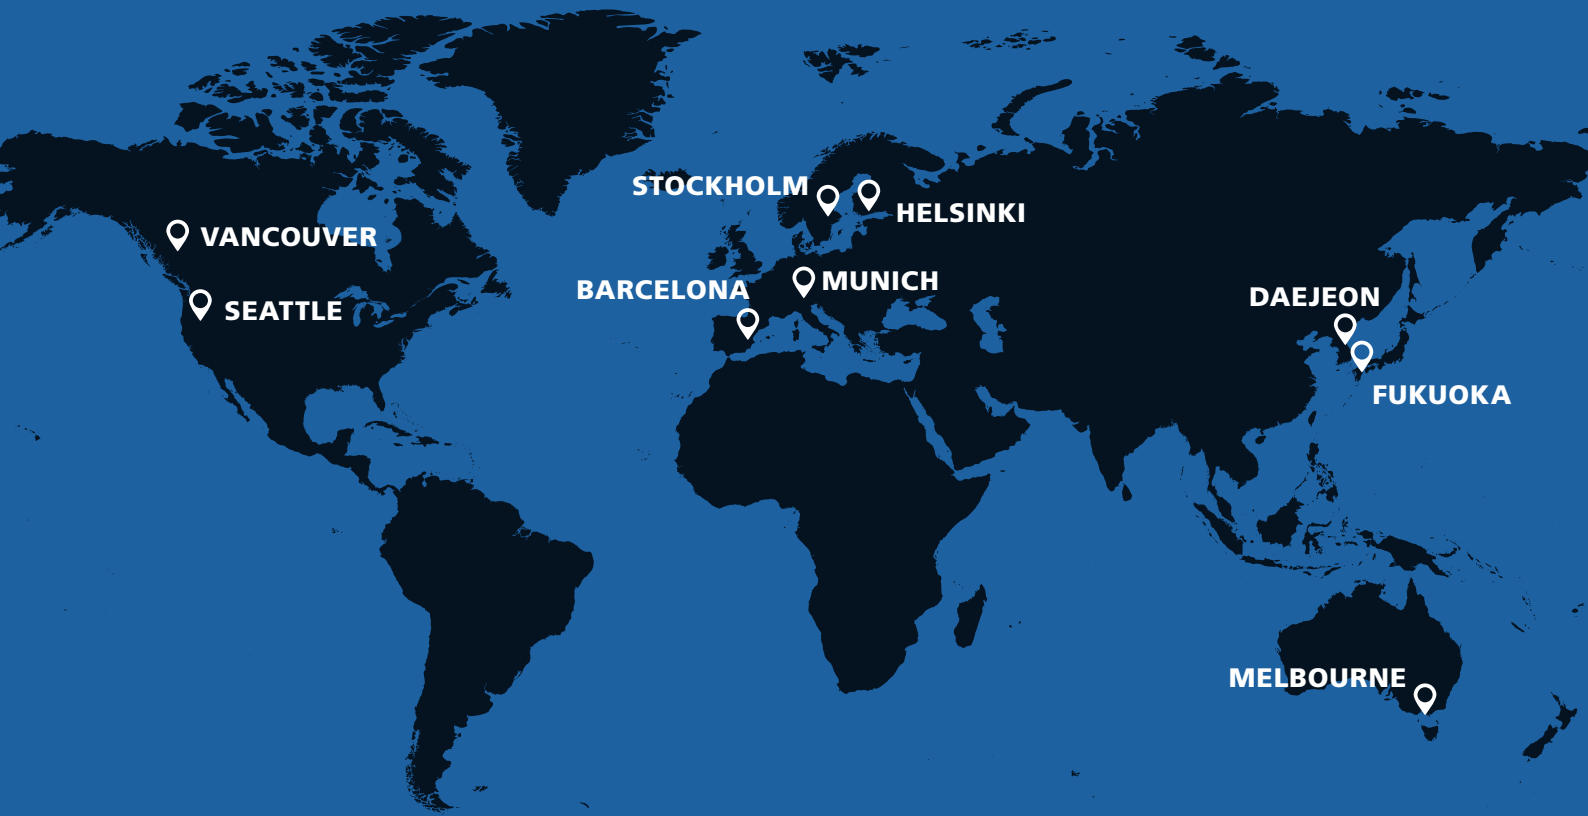 STOCKHOLM
HELSINKI
VANCOUVER
BARCELONA
MUNICH
SEATTLE
DAEJEON
FUKUOKA
MELBOURNE